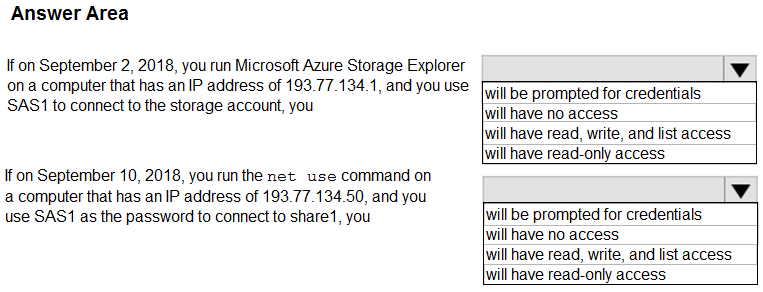 Answer Area
If on September 2, 2018, you run Microsoft Azure Storage Explorer
on a computer that has an IP address of 193.77.134.1, and you use
SAS1 to connect to the storage account, you
will be prompted for credentials
will have no access
will have read, write, and list access
will have read-only access
If on September 10, 2018, you run the net use command on
a computer that has an IP address of 193.77.134.50, and you
use SAS1 as the password to connect to share1, you
will be prompted for credentials
will have no access
will have read, write, and list access
will have read-only access